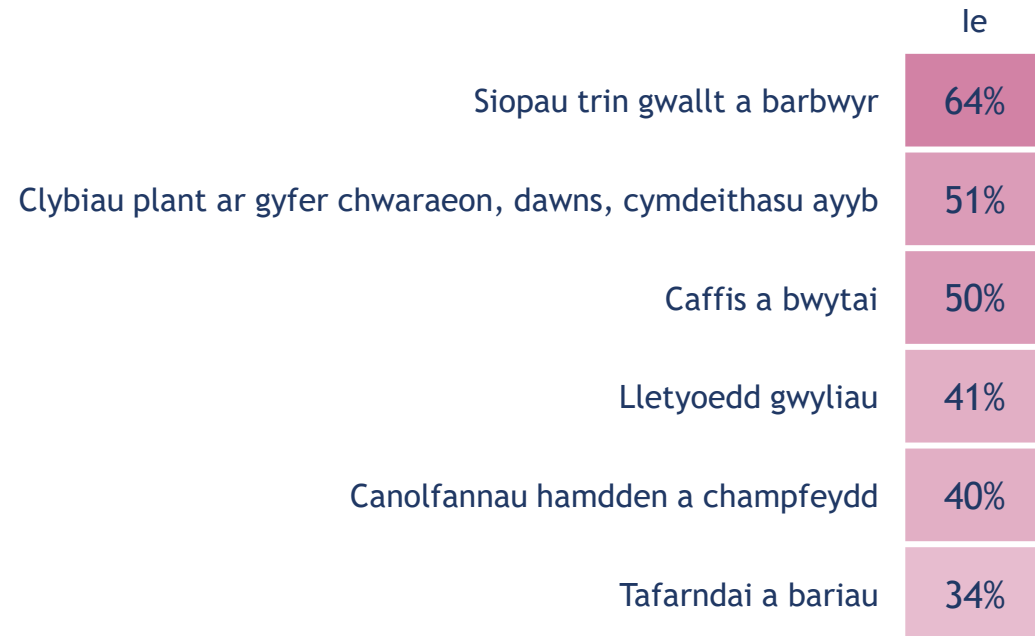 Ie
Siopau trin gwallt a barbwyr 64%
Clybiau plant ar gyfer chwaraeon, dawns, cymdeithasu ayyb 51%
Caffis a bwytai 50%
Lletyoedd gwyliau 41%
Canolfannau hamdden a champfeydd 40%
Tafarndai a bariau 34%